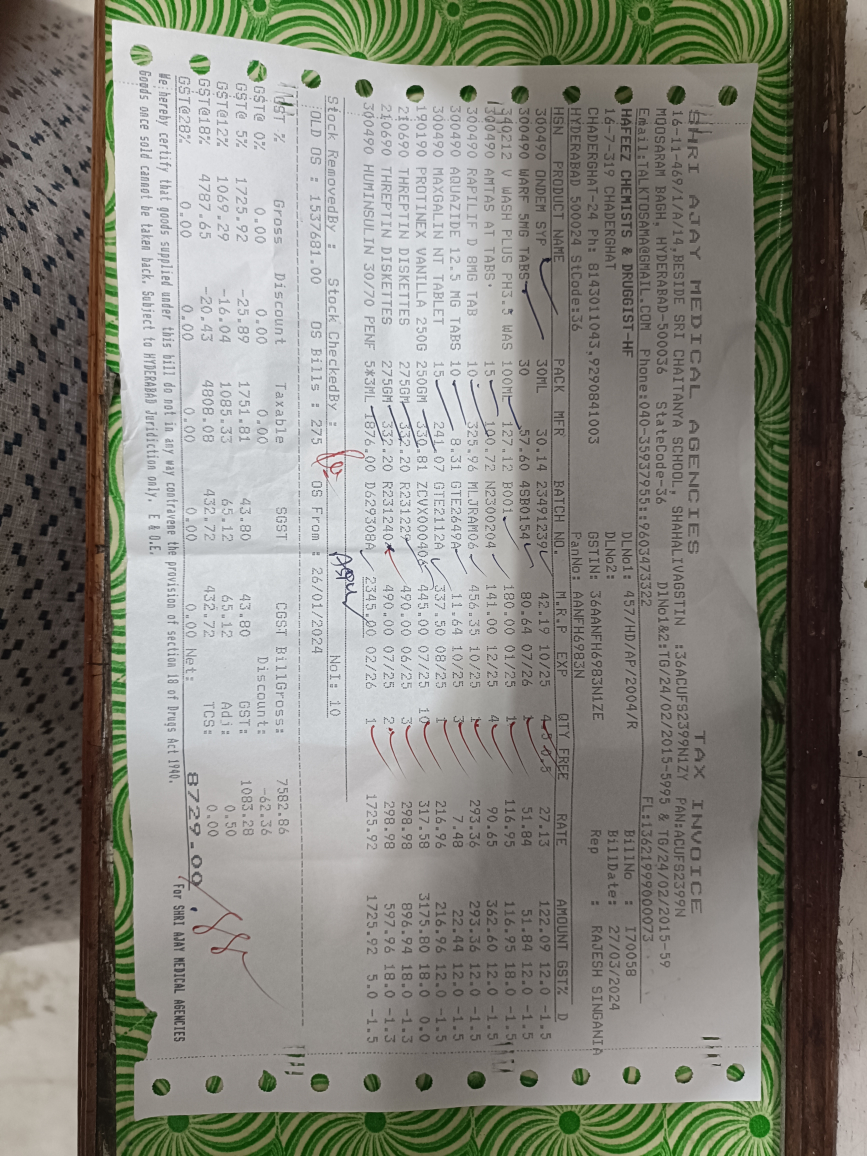 SHRI AJAY MEDICAL AGENCIES TAX INVOICE
16-11-469/1/A/14,BESIDE SRI CHAITANYA SCHOOL, SHAHALIVAGSTIN :36ACUFS2399N1ZY PAN:ACUFS2399N
MOOSARAM BAGH, HYDERABAD-500036 StateCode-36 DlNo1&2:TG/24/02/2015-5995 & TG/24/02/2015-59
Email:TALKTOSAMA@GMAIL.COM Phone:040-35937955::9603473322 FL:13621999000073
HAFEEZ CHEMISTS & DRUGGIST-HF DLNo1: 457/HD/AP/2004/R BillNo : I70058
16-7-319 CHADERGHAT DLNo2: BillDate: 27/03/2024
CHADERGHAT-24 Ph: 8143011043,9290841003 GSTIN: 36AANFH6983N1ZE Rep : RAJESH SINGANIA
HYDERABAD 500024 StCode:36 PanNo: AANFH6983N
HSN PRODUCT NAME PACK MFR BATCH NO. M.R.P EXP QTY FREE RATE AMOUNT GST% D
300490 ONDEM SYP 30ML 30.14 23491239 42.19 10/25 27.13 122.09 12.0 -1.5
300490 WARF 5MG TABS 30 57.60 4SB0154 80.64 07/26 1 51.84 51.84 12.0 -1.5
340212 V WASH PLUS PH3.5 WAS 100ML 127.12 B001 180.00 01/25 1 116.95 116.95 18.0 -1.5
300490 AMTAS AT TABS 15 100.72 N2300204 141.00 12/25 4 90.65 362.60 12.0 -1.5
300490 RAPILIF D 8MG TAB 10 325.96 MLJRAM06 456.35 10/25 1 293.36 293.36 12.0 -1.5
300490 AQUAZIDE 12.5 MG TABS 10 8.31 GTE2649A 11.64 10/25 3 7.48 22.44 12.0 -1.5
300490 MAXGALIN NT TABLET 15 241.07 GTE2112A 337.50 08/25 1 216.96 216.96 12.0 -1.5
190190 PROTINEX VANILLA 250G 250GM 330.81 ZCVX000406 445.00 07/25 10 317.58 3175.80 18.0 0.0
210690 THREPTIN DISKETTES 275GM 332.20 R231229 490.00 06/25 3 298.98 896.94 18.0 -1.3
210690 THREPTIN DISKETTES 275GM 332.20 R231240 490.00 07/25 2 298.98 597.96 18.0 -1.3
300490 HUMINSULIN 30/70 PENF 5*3ML 1876.00 D629308A 2345.00 02/26 1 1725.92 1725.92 5.0 -1.5
Stock RemovedBy : Stock CheckedBy : NoI: 10
OLD OS : 1537681.00 OS Bills : 275 OS From : 26/01/2024
GST % Gross Discount Taxable SGST CGST BillGross: 7582.86
GST@ 0% 0.00 0.00 0.00 Discount: -62.36
GST@ 5% 1725.92 -25.89 1751.81 43.80 43.80 GST: 1083.28
GST@12% 1069.29 -16.04 1085.33 65.12 65.12 Adj: 0.50
GST@18% 4787.65 -20.43 4808.08 432.72 432.72 TCS: 0.00
GST@28% 0.00 0.00 0.00 0.00 0.00 Net: 8729.00
We hereby certify that goods supplied under this bill do not in any way contravene the provision of section 18 of Drugs Act 1940. For SHRI AJAY MEDICAL AGENCIES
Goods once sold cannot be taken back. Subject to HYDERABAD Juridiction only. E & O.E.